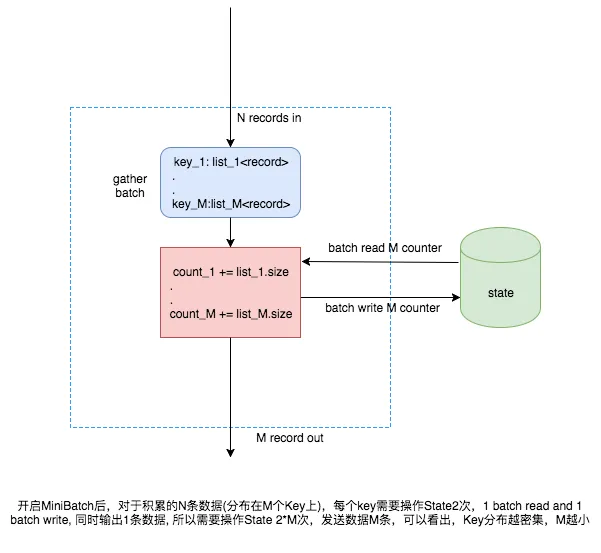 N records in
gather
batch
key_1: list_1<record>
.
.
key_M:list_M<record>
count_1 += list_1.size
.
.
count_M += list_M.size
batch read M counter
batch write M counter
state
M record out
开启MiniBatch后，对于积累的N条数据(分布在M个Key上)，每个key需要操作State2次，1 batch read and 1
batch write, 同时输出1条数据, 所以需要操作State 2*M次，发送数据M条，可以看出，Key分布越密集，M越小